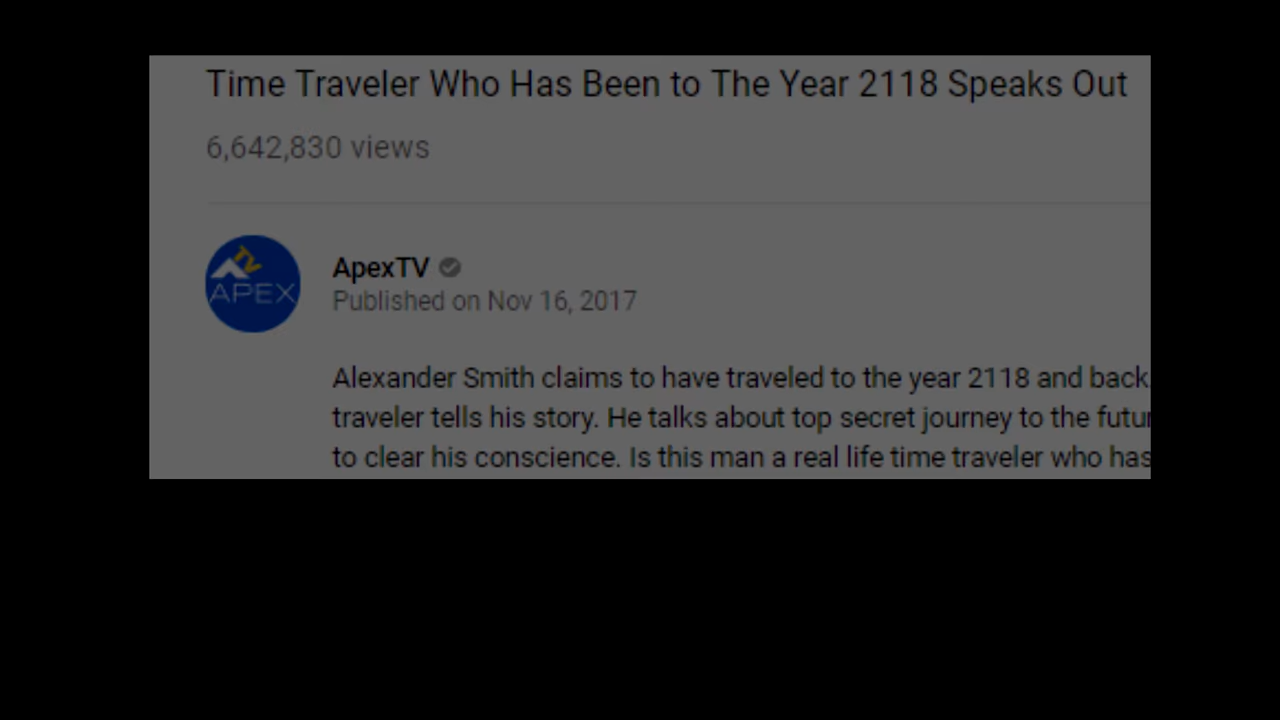 Time Traveler Who Has Been to The Year 2118 Speaks Out
6,642,830 views
TV
APEX
ApexTV
Published on Nov 16, 2017
Alexander Smith claims to have traveled to the year 2118 and back.
traveler tells his story. He talks about top secret journey to the futur
to clear his conscience. Is this man a real life time traveler who has